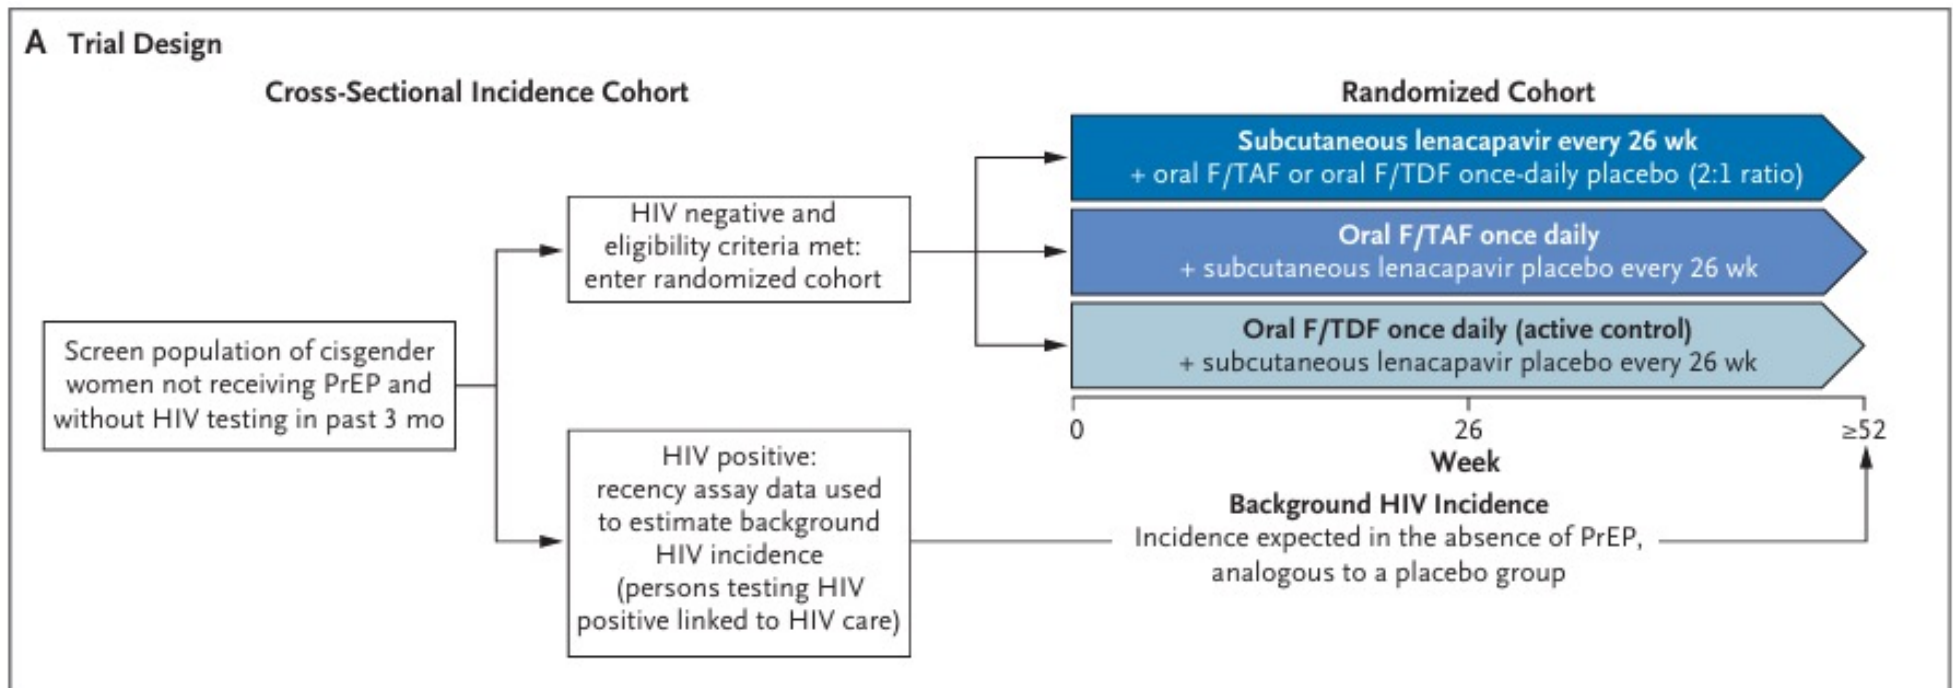 A Trial Design
Cross-Sectional Incidence Cohort
Randomized Cohort
Screen population of cisgender
women not receiving PrEP and
without HIV testing in past 3 mo
HIV negative and
eligibility criteria met:
enter randomized cohort
HIV positive:
recency assay data used
to estimate background
HIV incidence
(persons testing HIV
positive linked to HIV care)
Subcutaneous lenacapavir every 26 wk
+ oral F/TAF or oral F/TDF once-daily placebo (2:1 ratio)
Oral F/TAF once daily
+ subcutaneous lenacapavir placebo every 26 wk
Oral F/TDF once daily (active control)
+ subcutaneous lenacapavir placebo every 26 wk
0 26 ≥52
Week
Background HIV Incidence
Incidence expected in the absence of PrEP,
analogous to a placebo group